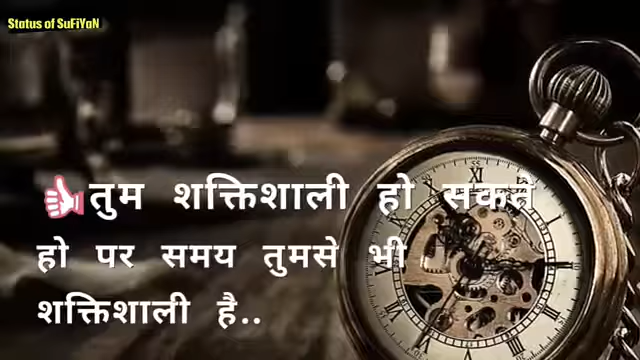 Status of SuFiYaN
👍तुम शक्तिशाली हो सकते
हो पर समय तुमसे भी
शक्तिशाली है..